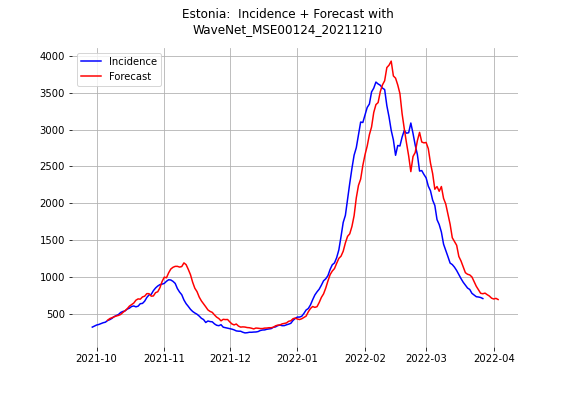 Estonia:  Incidence + Forecast with
WaveNet_MSE00124_20211210
Incidence
Forecast
4000
3500
3000
2500
2000
1500
1000
500
2021-10 2021-11 2021-12 2022-01 2022-02 2022-03 2022-04